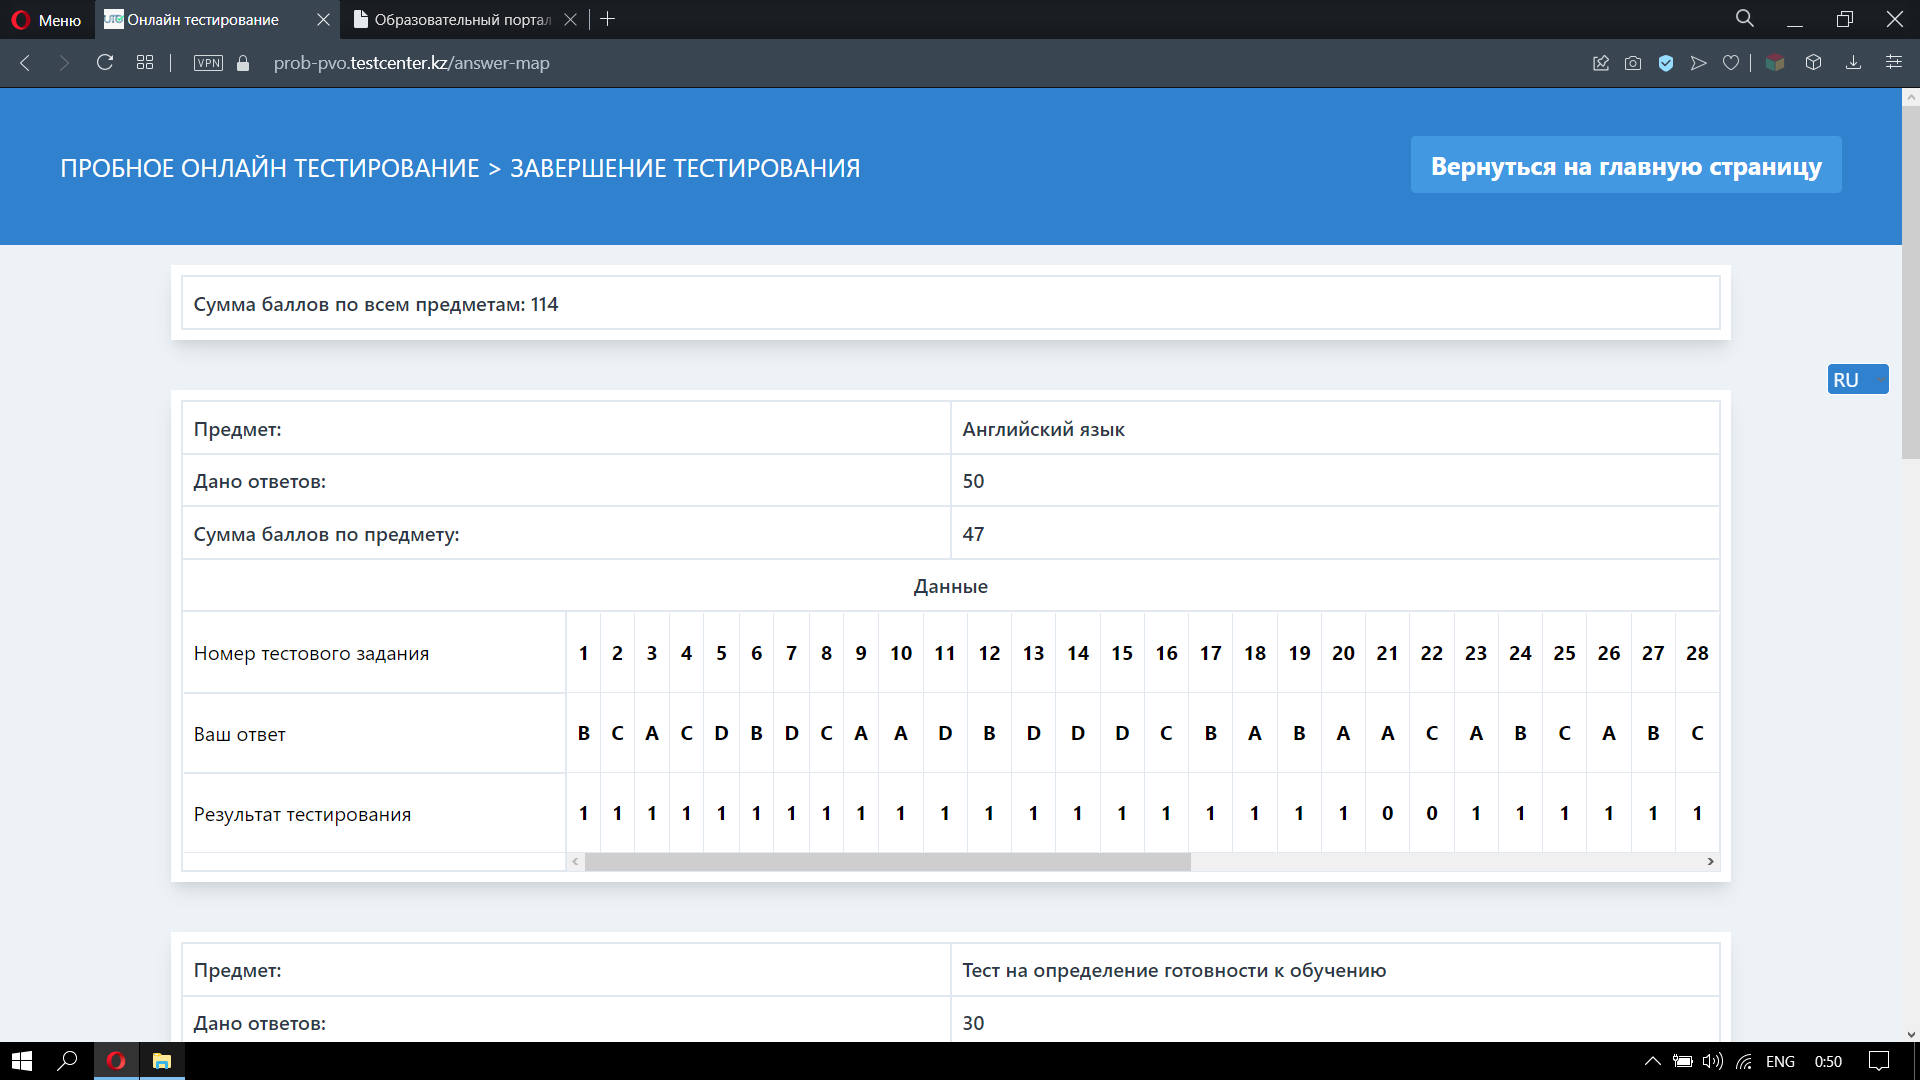 Меню
Онлайн тестирование
Образовательный портал
VPN
prob-pvo.testcenter.kz/answer-map
ПРОБНОЕ ОНЛАЙН ТЕСТИРОВАНИЕ > ЗАВЕРШЕНИЕ ТЕСТИРОВАНИЯ
Вернуться на главную страницу
Сумма баллов по всем предметам: 114
RU
Предмет: Английский язык
Дано ответов: 50
Сумма баллов по предмету: 47
Данные
Номер тестового задания 1 2 3 4 5 6 7 8 9 10 11 12 13 14 15 16 17 18 19 20 21 22 23 24 25 26 27 28
Ваш ответ B C A C D B D C A A D B D D D C B A B A A C A B C A B C
Результат тестирования 1 1 1 1 1 1 1 1 1 1 1 1 1 1 1 1 1 1 1 1 0 0 1 1 1 1 1 1
Предмет: Тест на определение готовности к обучению
Дано ответов: 30
ENG
0:50